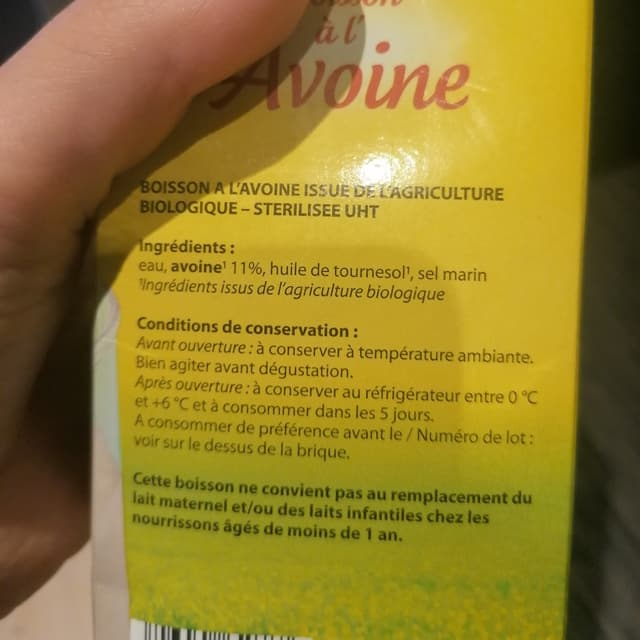 à l'
Avoine
BOISSON A L'AVOINE ISSUE DE L'AGRICULTURE
BIOLOGIQUE – STERILISEE UHT
Ingrédients :
eau, avoine¹ 11%, huile de tournesol¹, sel marin
¹Ingrédients issus de l'agriculture biologique
Conditions de conservation :
Avant ouverture : à conserver à température ambiante.
Bien agiter avant dégustation.
Après ouverture : à conserver au réfrigérateur entre 0 °C
et +6 °C et à consommer dans les 5 jours.
A consommer de préférence avant le / Numéro de lot :
voir sur le dessus de la brique.
Cette boisson ne convient pas au remplacement du
lait maternel et/ou des laits infantiles chez les
nourrissons âgés de moins de 1 an.